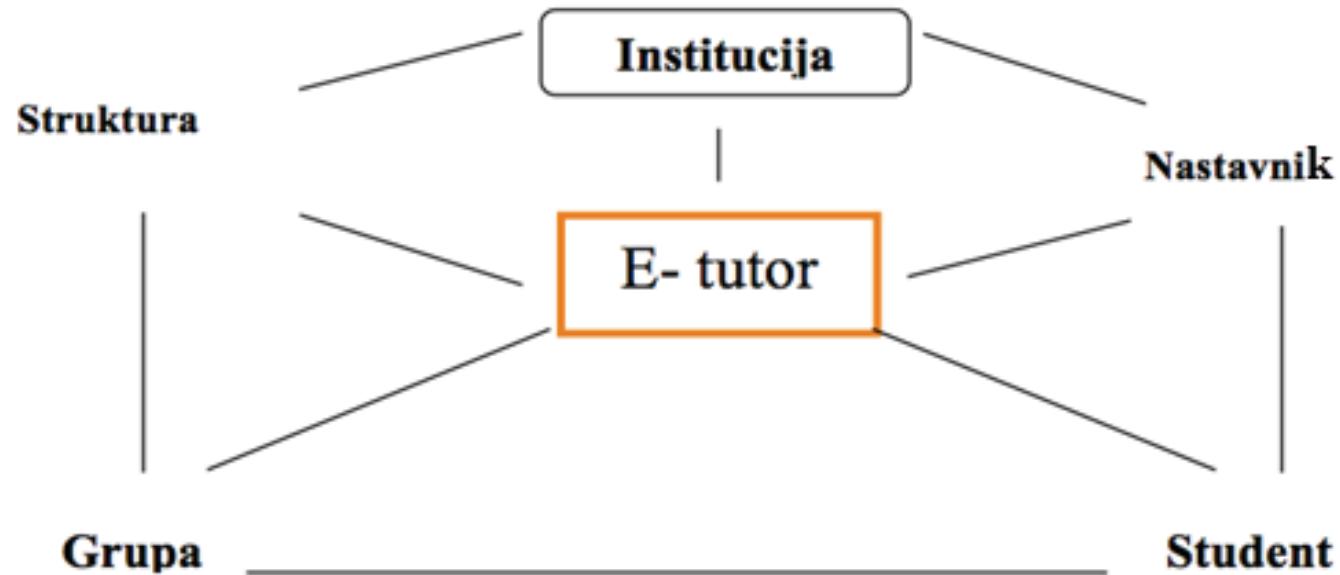 Institucija
Struktura
Nastavnik
E- tutor
Grupa
Student